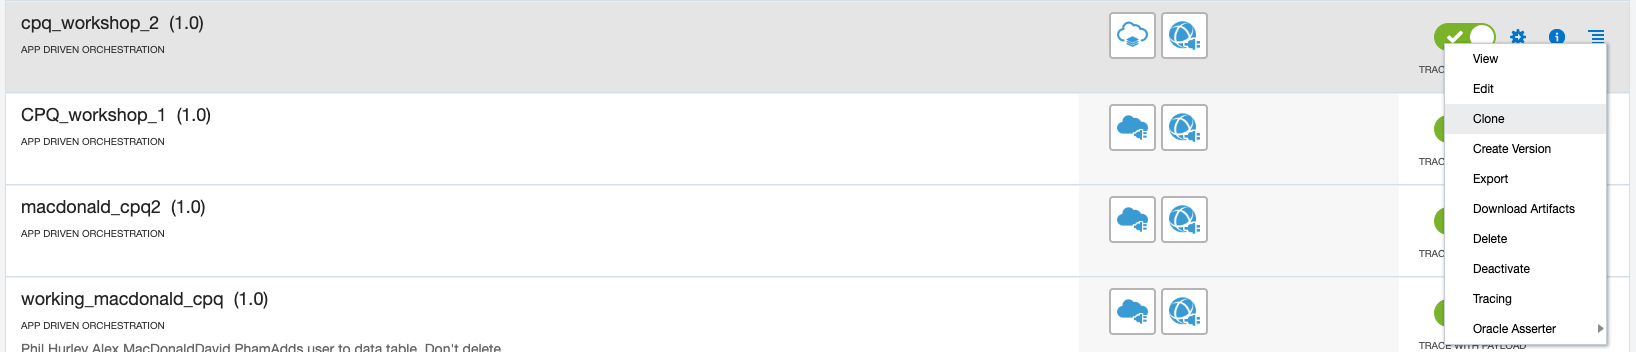 cpq_workshop_2 (1.0)
APP DRIVEN ORCHESTRATION
TRAC
View
Edit
Clone
Create Version
Export
Download Artifacts
Delete
Deactivate
Tracing
Oracle Asserter
CPQ_workshop_1 (1.0)
APP DRIVEN ORCHESTRATION
TRAC
macdonald_cpq2 (1.0)
APP DRIVEN ORCHESTRATION
TRAC
working_macdonald_cpq (1.0)
APP DRIVEN ORCHESTRATION
Phil Hurley Alex MacDonaldDavid PhamAdds user to data table. Don't delete
TRACE WITH PAYLOAD